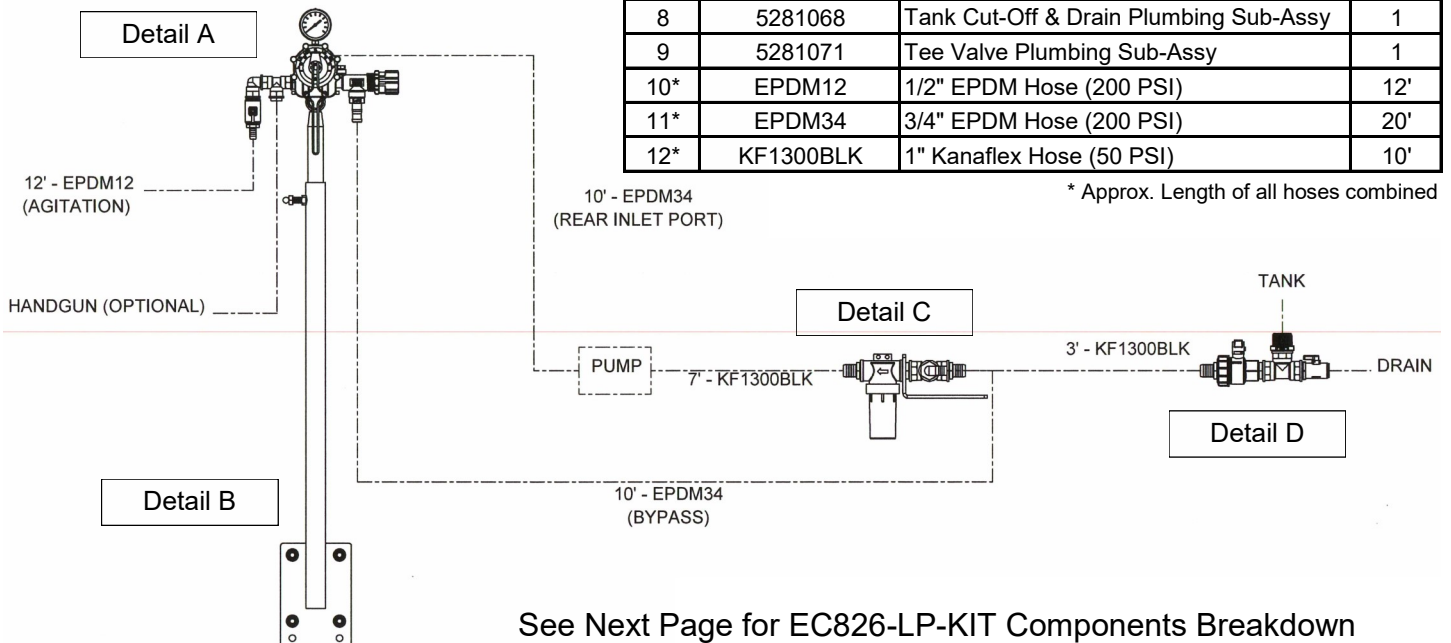 8 5281068 Tank Cut-Off & Drain Plumbing Sub-Assy 1
9 5281071 Tee Valve Plumbing Sub-Assy 1
10* EPDM12 1/2" EPDM Hose (200 PSI) 12'
11* EPDM34 3/4" EPDM Hose (200 PSI) 20'
12* KF1300BLK 1" Kanaflex Hose (50 PSI) 10'
* Approx. Length of all hoses combined
Detail A
12' - EPDM12
(AGITATION)
10' - EPDM34
(REAR INLET PORT)
HANDGUN (OPTIONAL)
Detail C
TANK
PUMP
7' - KF1300BLK
3' - KF1300BLK
DRAIN
Detail D
Detail B
10' - EPDM34
(BYPASS)
See Next Page for EC826-LP-KIT Components Breakdown